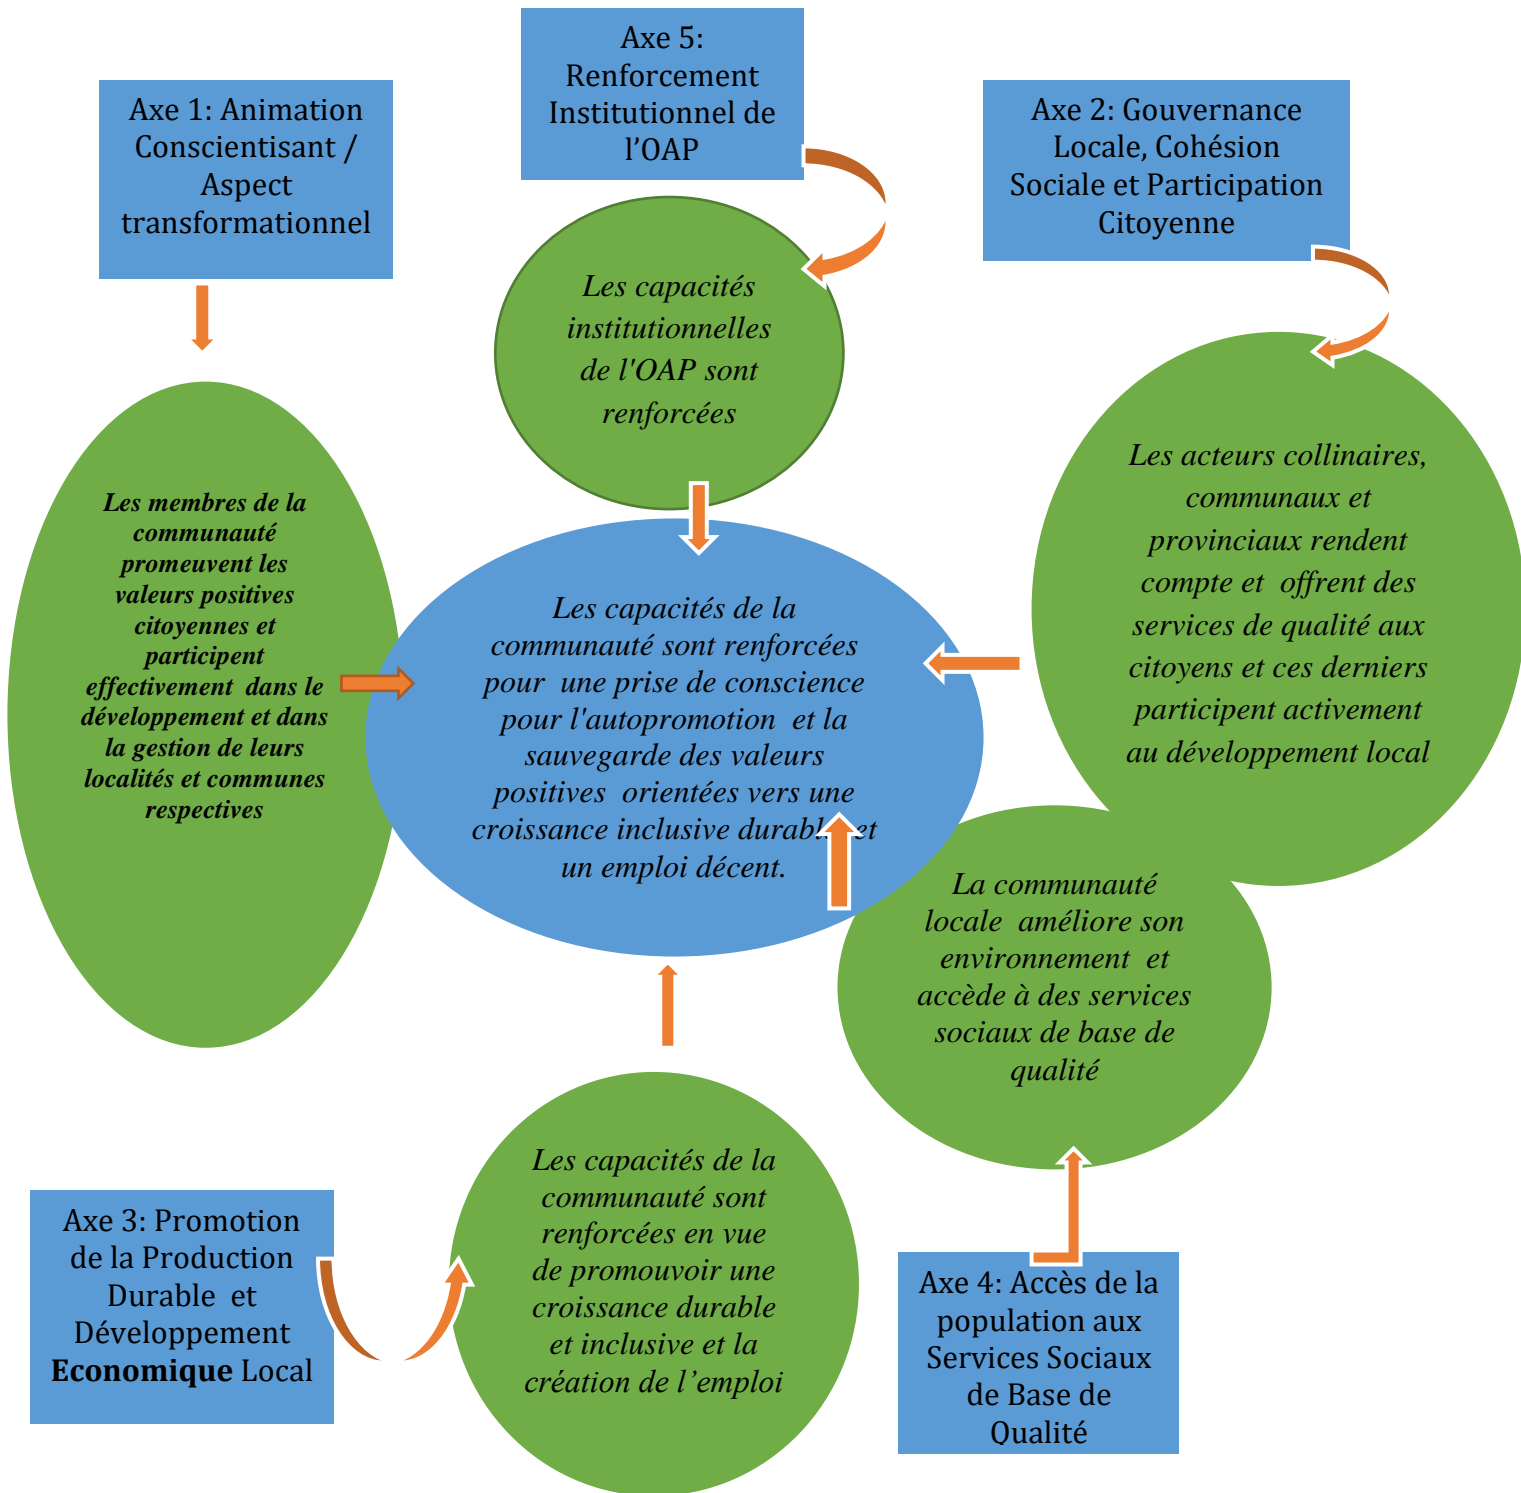 Axe 5:
Renforcement
Institutionnel de
l’OAP
Axe 1: Animation
Conscientisant /
Aspect
transformationnel
Axe 2: Gouvernance
Locale, Cohésion
Sociale et Participation
Citoyenne
Les capacités
institutionnelles
de l'OAP sont
renforcées
Les membres de la
communauté
promeuvent les
valeurs positives
citoyennes et
participent
effectivement dans le
développement et dans
la gestion de leurs
localités et communes
respectives
Les acteurs collinaires,
communaux et
provinciaux rendent
compte et offrent des
services de qualité aux
citoyens et ces derniers
participent activement
au développement local
Les capacités de la
communauté sont renforcées
pour une prise de conscience
pour l'autopromotion et la
sauvegarde des valeurs
positives orientées vers une
croissance inclusive durable et
un emploi décent.
La communauté
locale améliore son
environnement et
accède à des services
sociaux de base de
qualité
Les capacités de la
communauté sont
renforcées en vue
de promouvoir une
croissance durable
et inclusive et la
création de l’emploi
Axe 3: Promotion
de la Production
Durable et
Développement
Economique Local
Axe 4: Accès de la
population aux
Services Sociaux
de Base de
Qualité